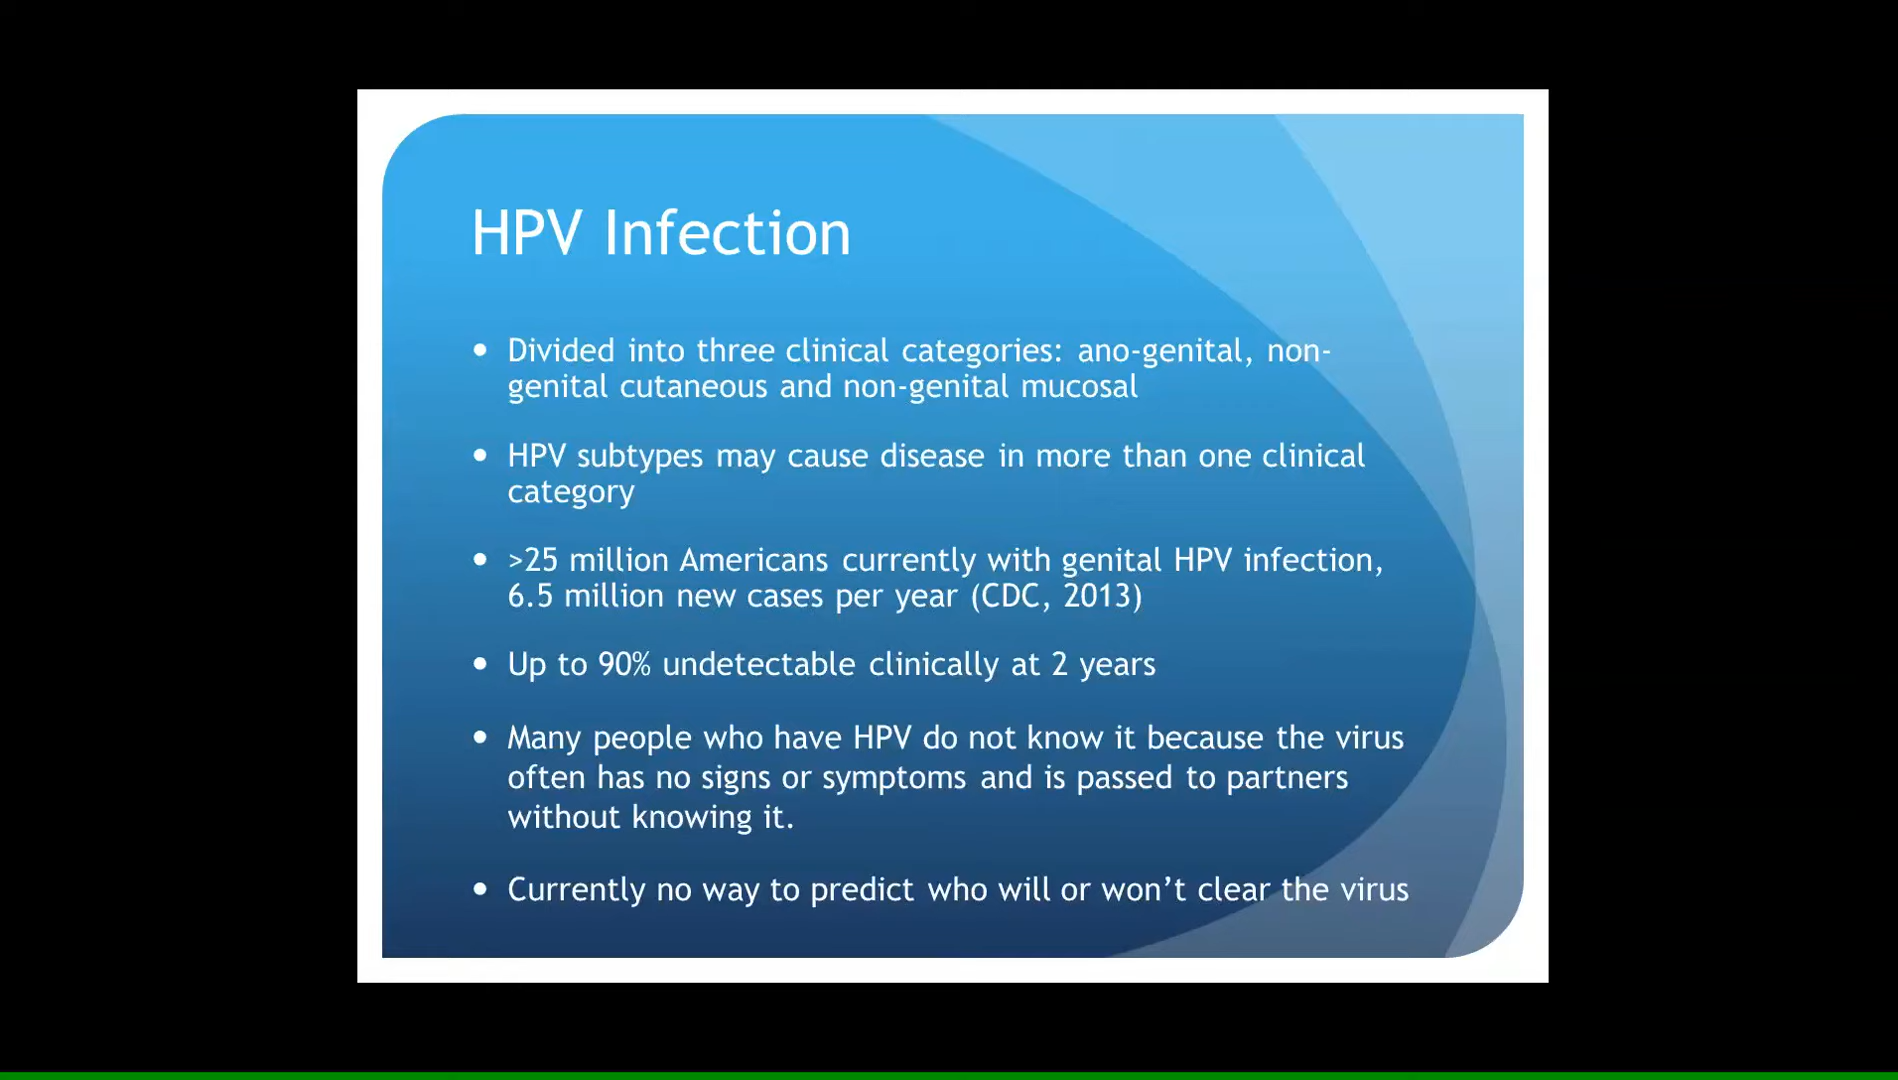 HPV Infection
• Divided into three clinical categories: ano-genital, non-
genital cutaneous and non-genital mucosal
• HPV subtypes may cause disease in more than one clinical
category
• >25 million Americans currently with genital HPV infection,
6.5 million new cases per year (CDC, 2013)
• Up to 90% undetectable clinically at 2 years
• Many people who have HPV do not know it because the virus
often has no signs or symptoms and is passed to partners
without knowing it.
• Currently no way to predict who will or won’t clear the virus